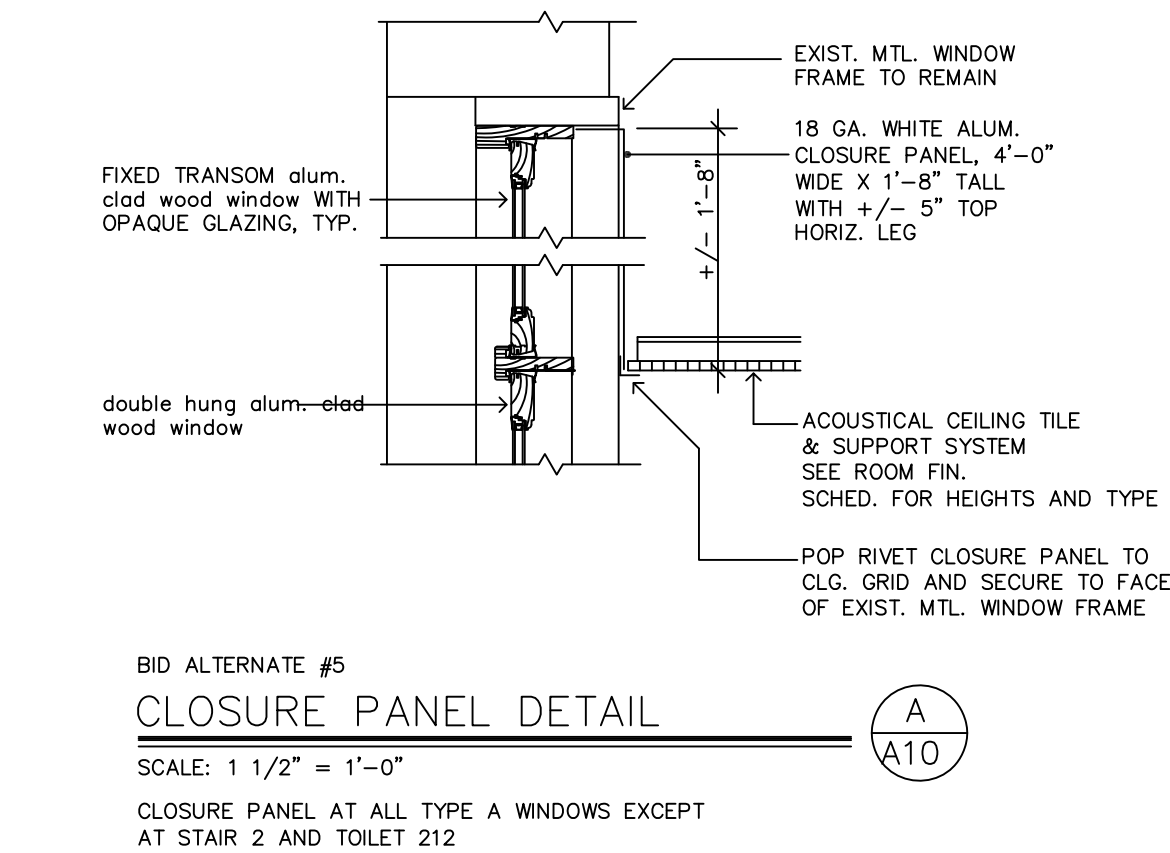 EXIST. MTL. WINDOW
FRAME TO REMAIN
18 GA. WHITE ALUM.
CLOSURE PANEL, 4'-0"
WIDE X 1'-8" TALL
WITH +/- 5" TOP
HORIZ. LEG
FIXED TRANSOM alum.
clad wood window WITH
OPAQUE GLAZING, TYP.
+/- 1'-8"
double hung alum. clad
wood window
ACOUSTICAL CEILING TILE
& SUPPORT SYSTEM
SEE ROOM FIN.
SCHED. FOR HEIGHTS AND TYPE
POP RIVET CLOSURE PANEL TO
CLG. GRID AND SECURE TO FACE
OF EXIST. MTL. WINDOW FRAME
BID ALTERNATE #5
CLOSURE PANEL DETAIL
A
A10
SCALE: 1 1/2" = 1'-0"
CLOSURE PANEL AT ALL TYPE A WINDOWS EXCEPT
AT STAIR 2 AND TOILET 212